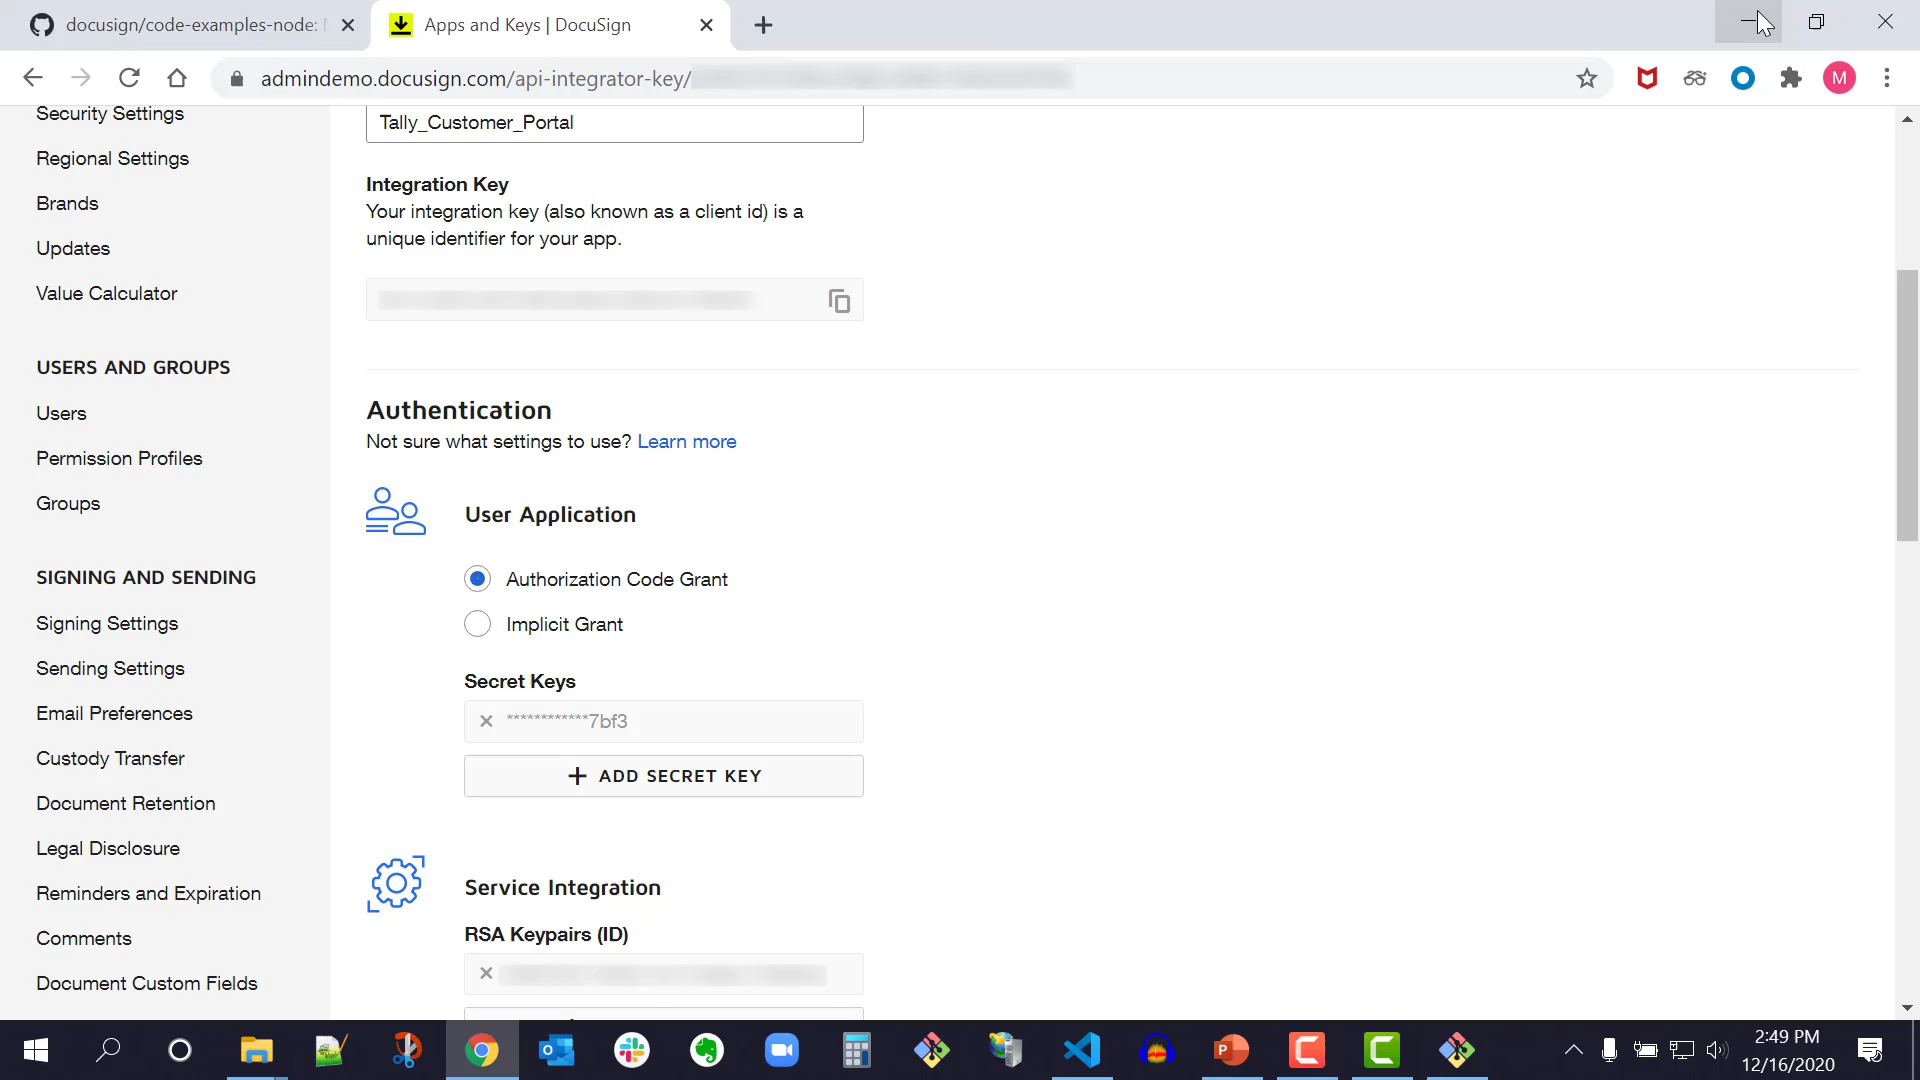 docusign/code-examples-node:
Apps and Keys | DocuSign
admindemo.docusign.com/api-integrator-key/
M
Security Settings
Regional Settings
Brands
Updates
Value Calculator
USERS AND GROUPS
Users
Permission Profiles
Groups
SIGNING AND SENDING
Signing Settings
Sending Settings
Email Preferences
Custody Transfer
Document Retention
Legal Disclosure
Reminders and Expiration
Comments
Document Custom Fields
Tally_Customer_Portal
Integration Key
Your integration key (also known as a client id) is a
unique identifier for your app.
Authentication
Not sure what settings to use? Learn more
User Application
Authorization Code Grant
Implicit Grant
Secret Keys
************7bf3
ADD SECRET KEY
Service Integration
RSA Keypairs (ID)
2:49 PM
12/16/2020